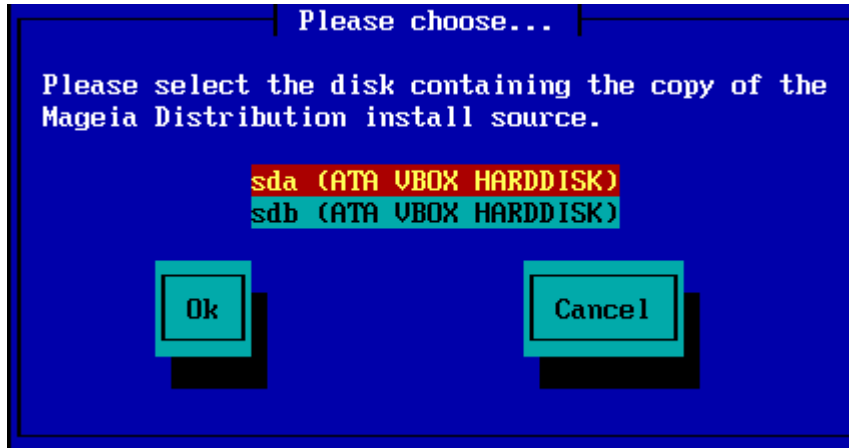 Please choose...
Please select the disk containing the copy of the
Mageia Distribution install source.
sda (ATA VBOX HARDDISK)
sdb (ATA VBOX HARDDISK)
Ok Cancel